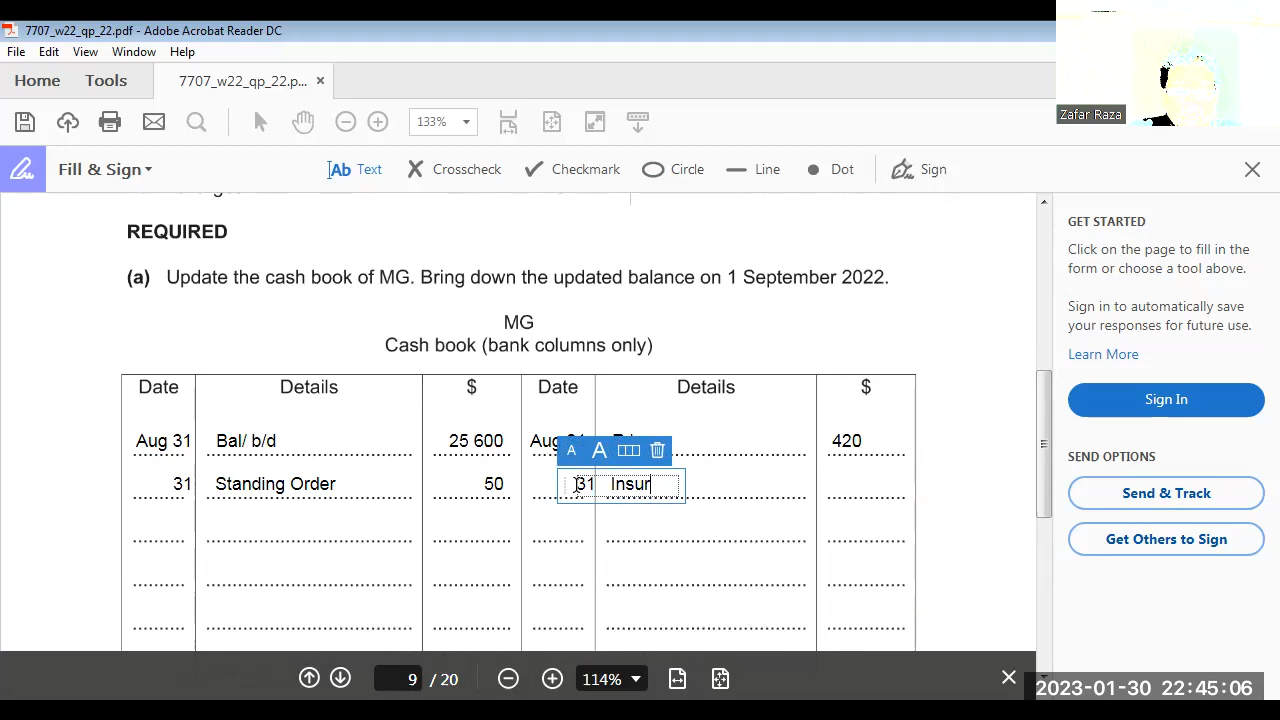 7707_w22_qp_22.pdf - Adobe Acrobat Reader DC
File Edit View Window Help
Home Tools 7707_w22_qp_22.p... ×
133%
Zafar Raza
Fill & Sign Ab Text Crosscheck Checkmark Circle Line Dot Sign
REQUIRED
(a) Update the cash book of MG. Bring down the updated balance on 1 September 2022.
MG
Cash book (bank columns only)
Date Details $ Date Details $
Aug 31 Bal/ b/d 25 600 Aug 420
A A
31 Standing Order 50 31 Insur
GET STARTED
Click on the page to fill in the
form or choose a tool above.
Sign in to automatically save
your responses for future use.
Learn More
Sign In
SEND OPTIONS
Send & Track
Get Others to Sign
9 / 20 114%
2023-01-30 22:45:06